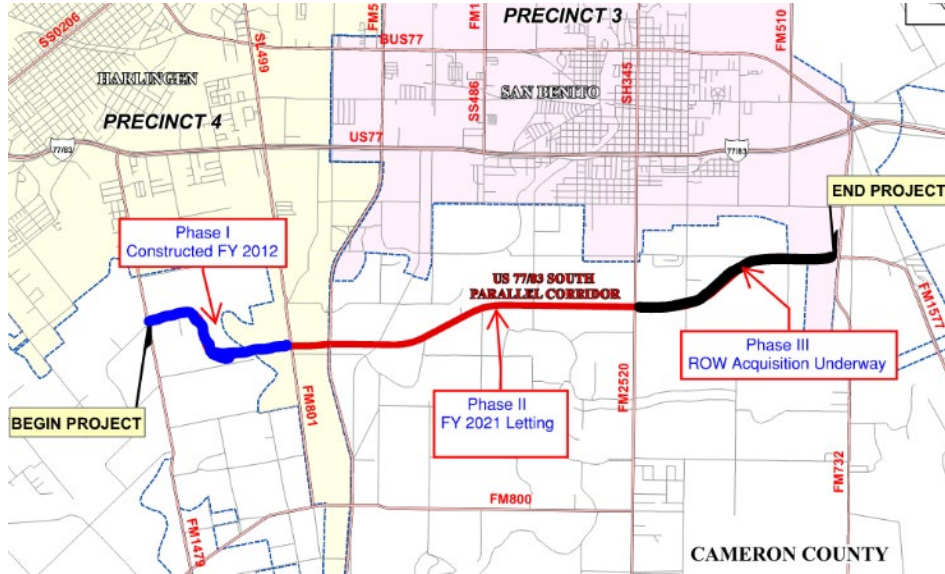 SS0206
SL499
FM5
BUS77
PRECINCT 3
FM1
FM510
HARLINGEN
SS486
SAN BENITO
SH345
PRECINCT 4
US77
77/83
77/83
END PROJECT
Phase I
Constructed FY 2012
US 77/83 SOUTH
PARALLEL CORRIDOR
FM1577
Phase III
ROW Acquisition Underway
BEGIN PROJECT
FM801
Phase II
FY 2021 Letting
FM2520
FM732
FM800
FM1479
CAMERON COUNTY